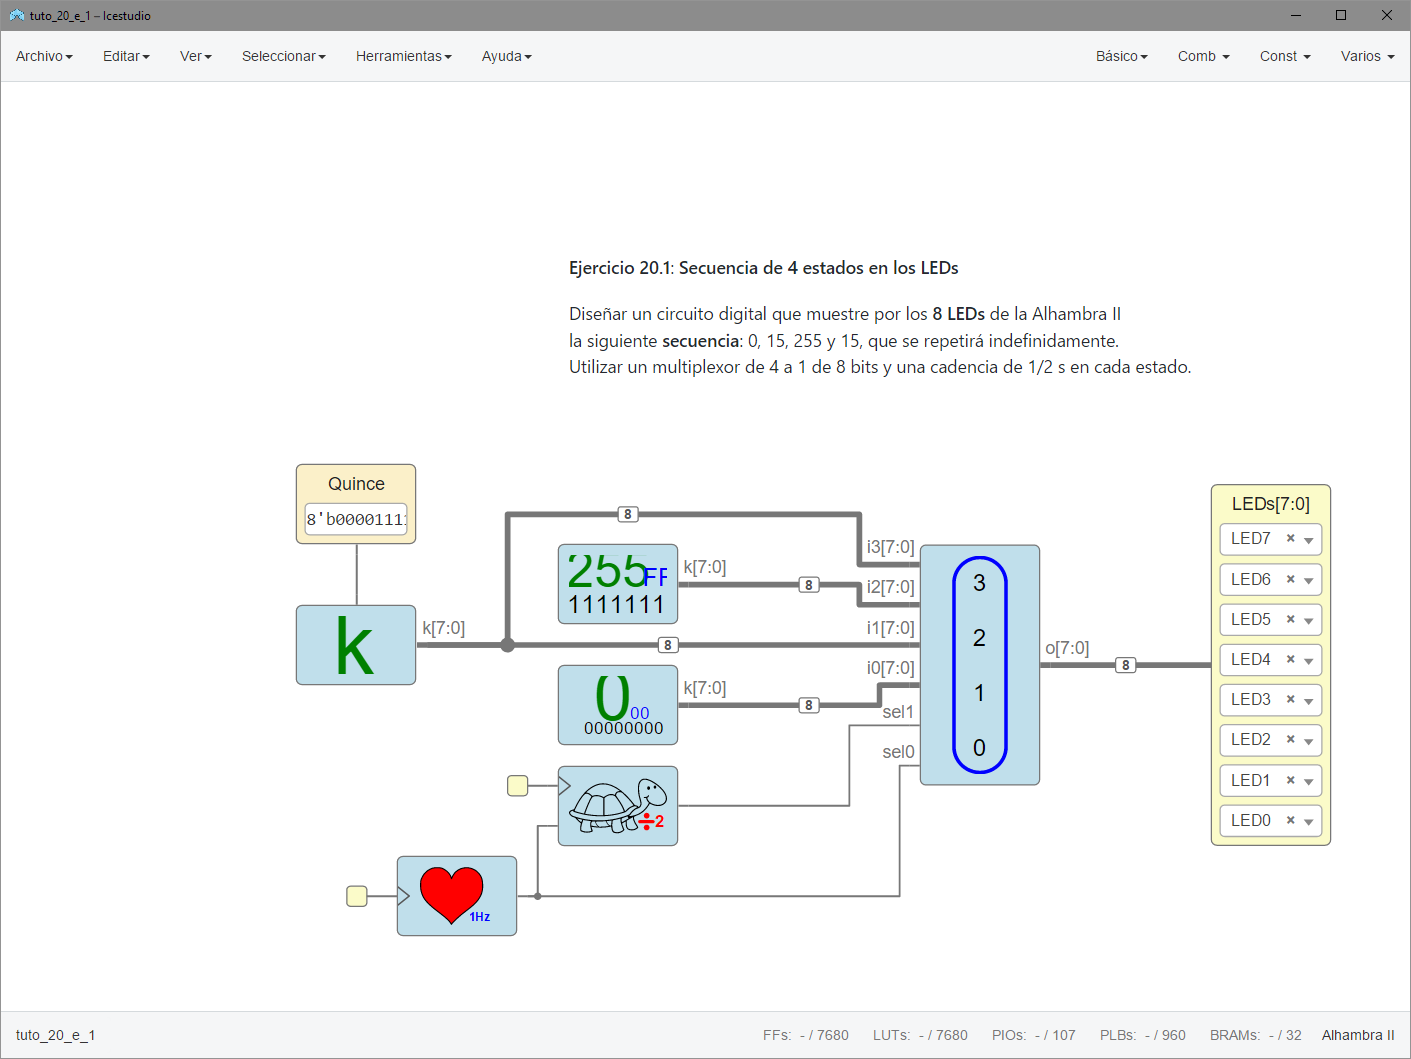 tuto_20_e_1 – Icestudio
Archivo Editar Ver Seleccionar Herramientas Ayuda Básico Comb Const Varios
Ejercicio 20.1: Secuencia de 4 estados en los LEDs
Diseñar un circuito digital que muestre por los 8 LEDs de la Alhambra II
la siguiente secuencia: 0, 15, 255 y 15, que se repetirá indefinidamente.
Utilizar un multiplexor de 4 a 1 de 8 bits y una cadencia de 1/2 s en cada estado.
Quince
8'b0000111
k
k[7:0]
8
255 FF
1111111
k[7:0]
8
8
0 00
00000000
k[7:0]
8
÷2
1Hz
i3[7:0]
i2[7:0]
i1[7:0]
i0[7:0]
sel1
sel0
3
2
1
0
o[7:0]
8
LEDs[7:0]
LED7 ×
LED6 ×
LED5 ×
LED4 ×
LED3 ×
LED2 ×
LED1 ×
LED0 ×
tuto_20_e_1 FFs: - / 7680 LUTs: - / 7680 PIOs: - / 107 PLBs: - / 960 BRAMs: - / 32 Alhambra II